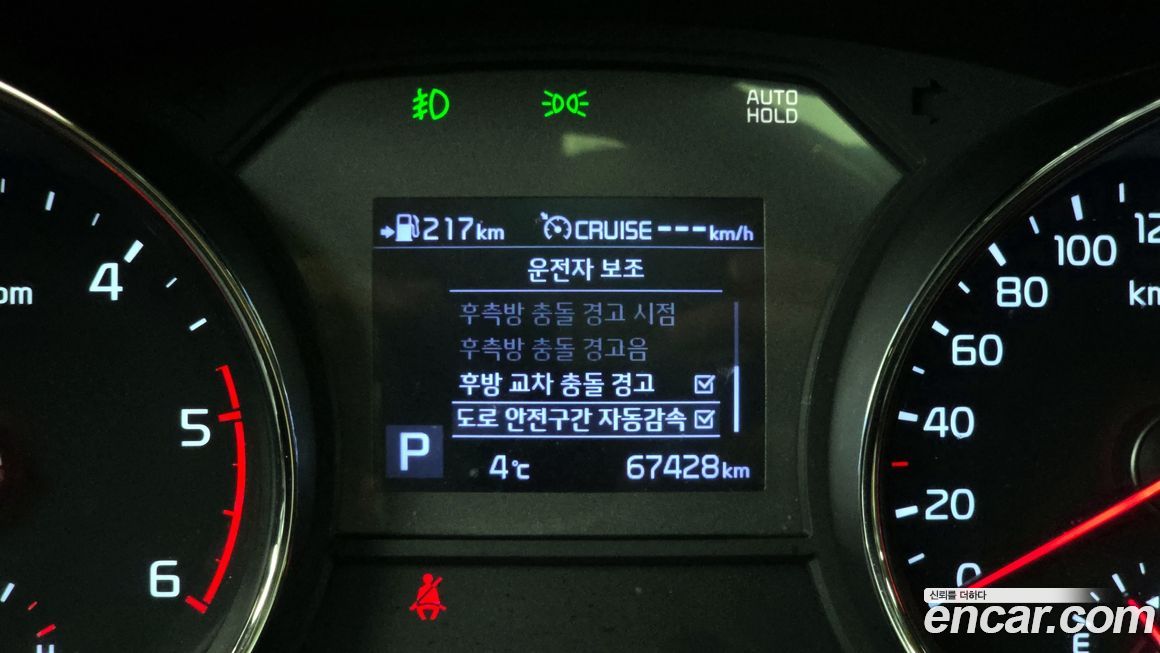 AUTO
HOLD
217km CRUISE---km/h
운전자 보조
후측방 충돌 경고 시점
후측방 충돌 경고음
후방 교차 충돌 경고
도로 안전구간 자동감속
P
4℃ 67428km
4
5
6
H
100
80
60
40
20
0
E
신뢰를 더하다
encar.com